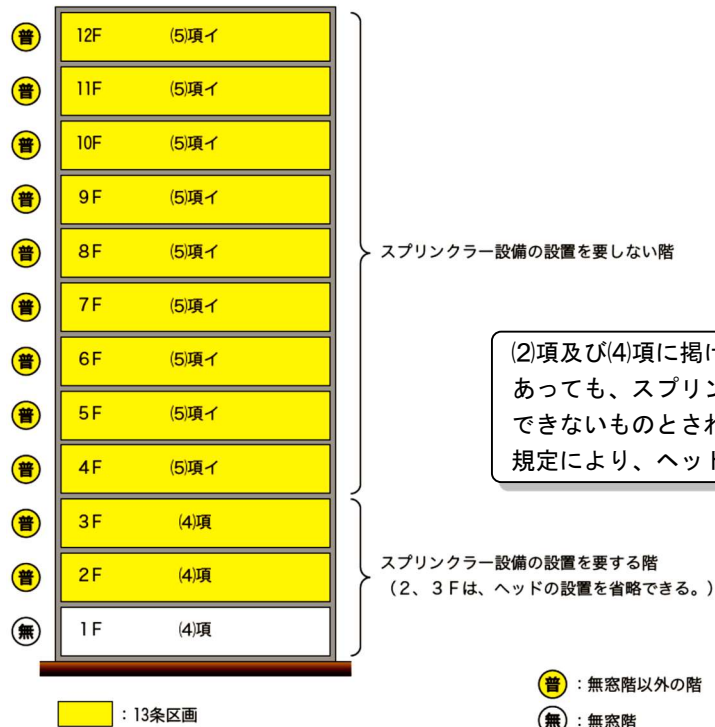 普 12F (5)項イ
普 11F (5)項イ
普 10F (5)項イ
普 9F (5)項イ
普 8F (5)項イ
普 7F (5)項イ
普 6F (5)項イ
普 5F (5)項イ
普 4F (5)項イ
スプリンクラー設備の設置を要しない階
⑵項及び⑷項に掲
あっても、スプリン
できないものとされ
規定により、ヘッド
普 3F (4)項
普 2F (4)項
無 1F (4)項
スプリンクラー設備の設置を要する階
(2、3Fは、ヘッドの設置を省略できる。)
:13条区画
普:無窓階以外の階
無:無窓階